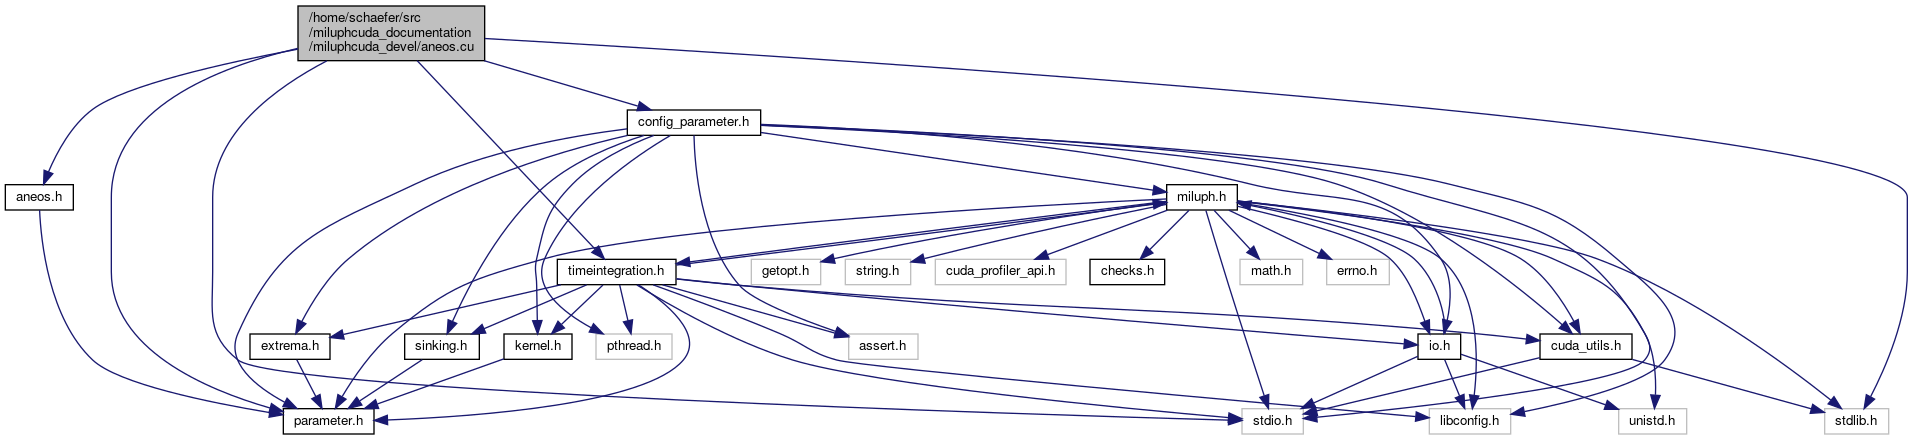 /home/schaefer/src
/miluphcuda_documentation
/miluphcuda_devel/aneos.cu
config_parameter.h
aneos.h
miluph.h
timeintegration.h
getopt.h
string.h
cuda_profiler_api.h
checks.h
math.h
errno.h
extrema.h
sinking.h
kernel.h
pthread.h
assert.h
io.h
cuda_utils.h
parameter.h
stdio.h
libconfig.h
unistd.h
stdlib.h